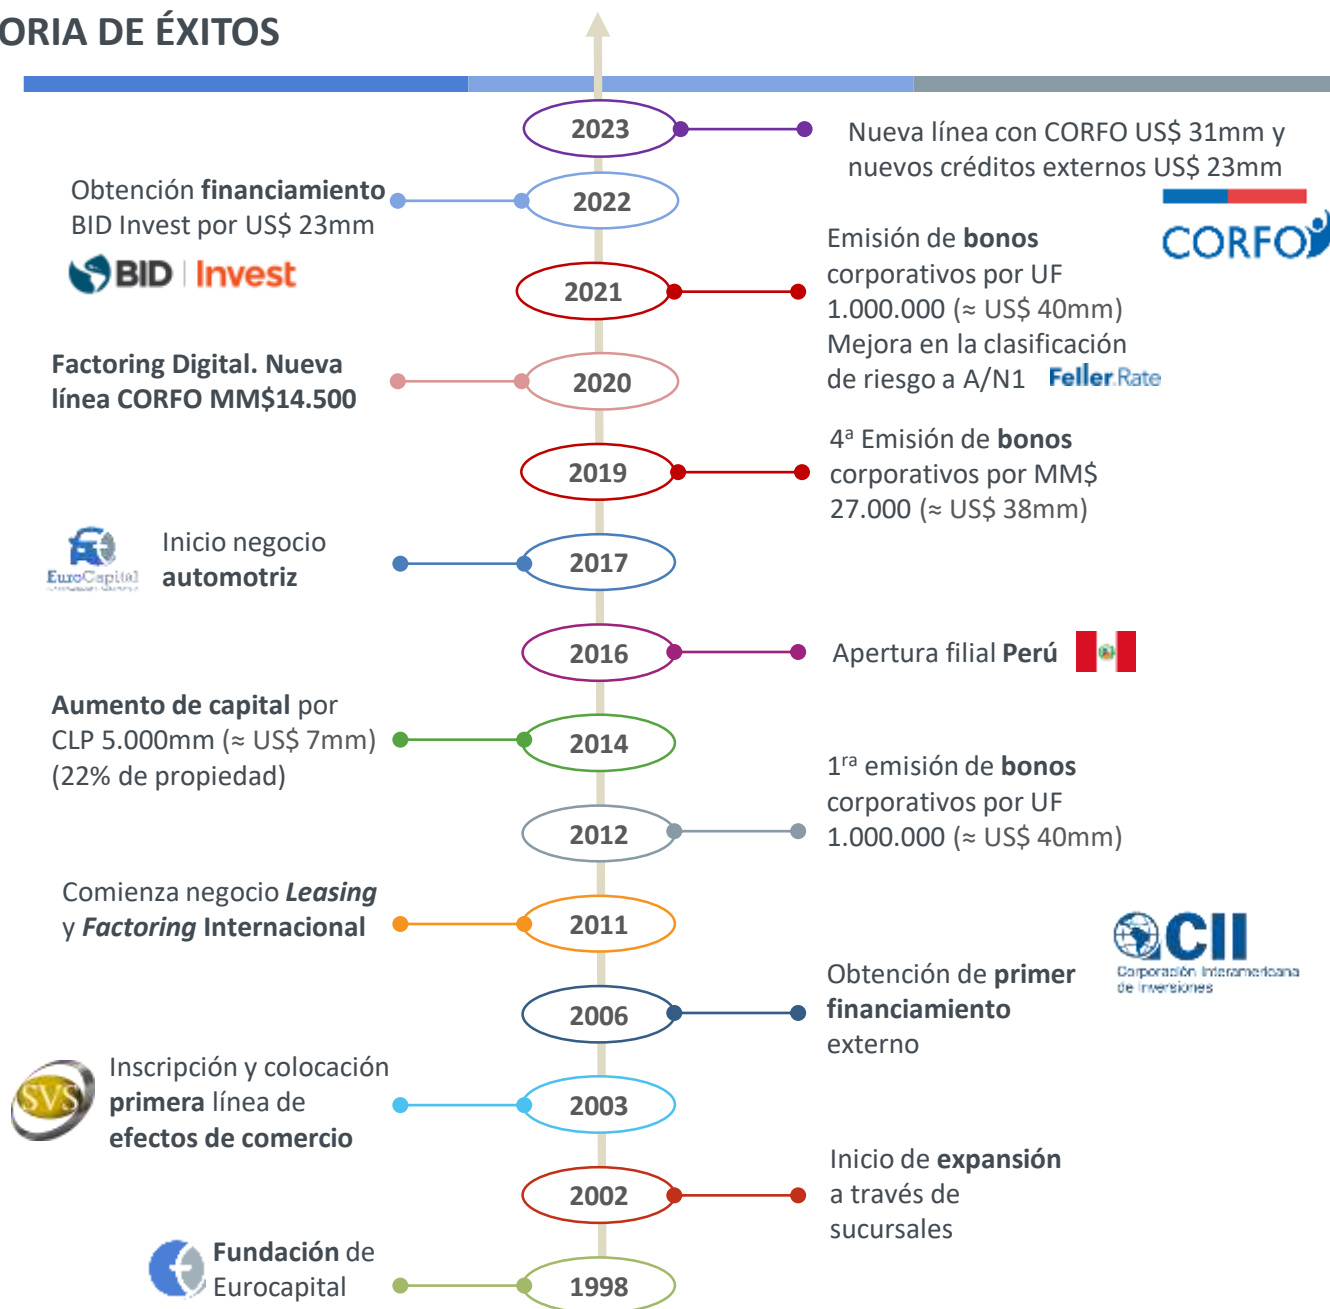 ORIA DE ÉXITOS
2023
Nueva línea con CORFO US$ 31mm y
nuevos créditos externos US$ 23mm
CORFO
Obtención financiamiento
BID Invest por US$ 23mm
BID | Invest
2022
2021
Emisión de bonos
corporativos por UF
1.000.000 (≈ US$ 40mm)
Mejora en la clasificación
de riesgo a A/N1
Feller.Rate
Factoring Digital. Nueva
línea CORFO MM$14.500
2020
2019
4ª Emisión de bonos
corporativos por MM$
27.000 (≈ US$ 38mm)
EuroCapital
Inicio negocio
automotriz
2017
2016
Apertura filial Perú
Aumento de capital por
CLP 5.000mm (≈ US$ 7mm)
(22% de propiedad)
2014
2012
1ra emisión de bonos
corporativos por UF
1.000.000 (≈ US$ 40mm)
Comienza negocio Leasing
y Factoring Internacional
2011
2006
Obtención de primer
financiamiento
externo
CII
Corporación Interamericana
de Inversiones
SVS
Inscripción y colocación
primera línea de
efectos de comercio
2003
2002
Inicio de expansión
a través de
sucursales
Fundación de
Eurocapital
1998